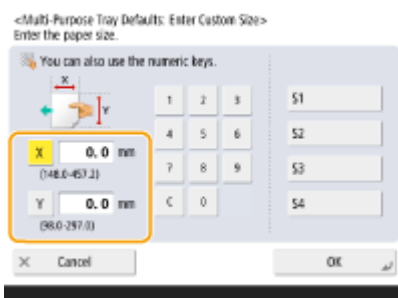 <Multi-Purpose Tray Defaults: Enter Custom Size>
Enter the paper size.
You can also use the numeric keys.
X
Y
1 2 3
S1
4 5 6
S2
X 0.0 mm
(148.0-457.2)
7 8 9
S3
Y 0.0 mm
(98.0-297.0)
C 0
S4
× Cancel
OK